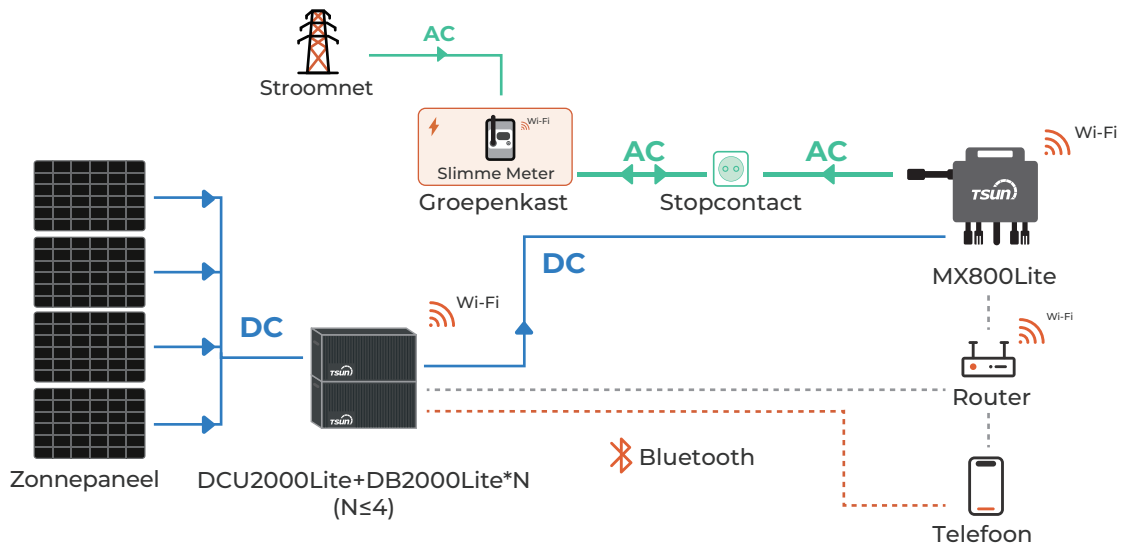 AC
Stroomnet
Wi-Fi
Slimme Meter
Groepenkast
AC
Stopcontact
AC
Wi-Fi
TSUN
MX800Lite
DC
DC
Wi-Fi
TSUN
TSUN
Wi-Fi
Router
Bluetooth
Zonnepaneel
DCU2000Lite+DB2000Lite*N
(N≤4)
Telefoon